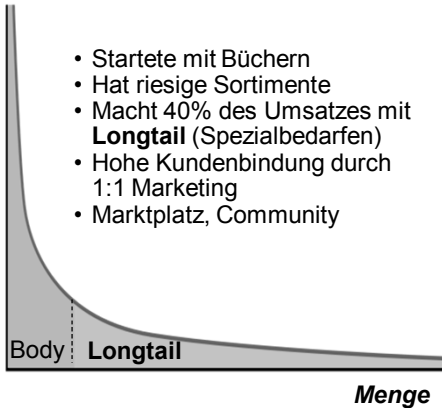 • Startete mit Büchern
• Hat riesige Sortimente
• Macht 40% des Umsatzes mit
Longtail (Spezialbedarfen)
• Hohe Kundenbindung durch
1:1 Marketing
• Marktplatz, Community
Body Longtail
Menge